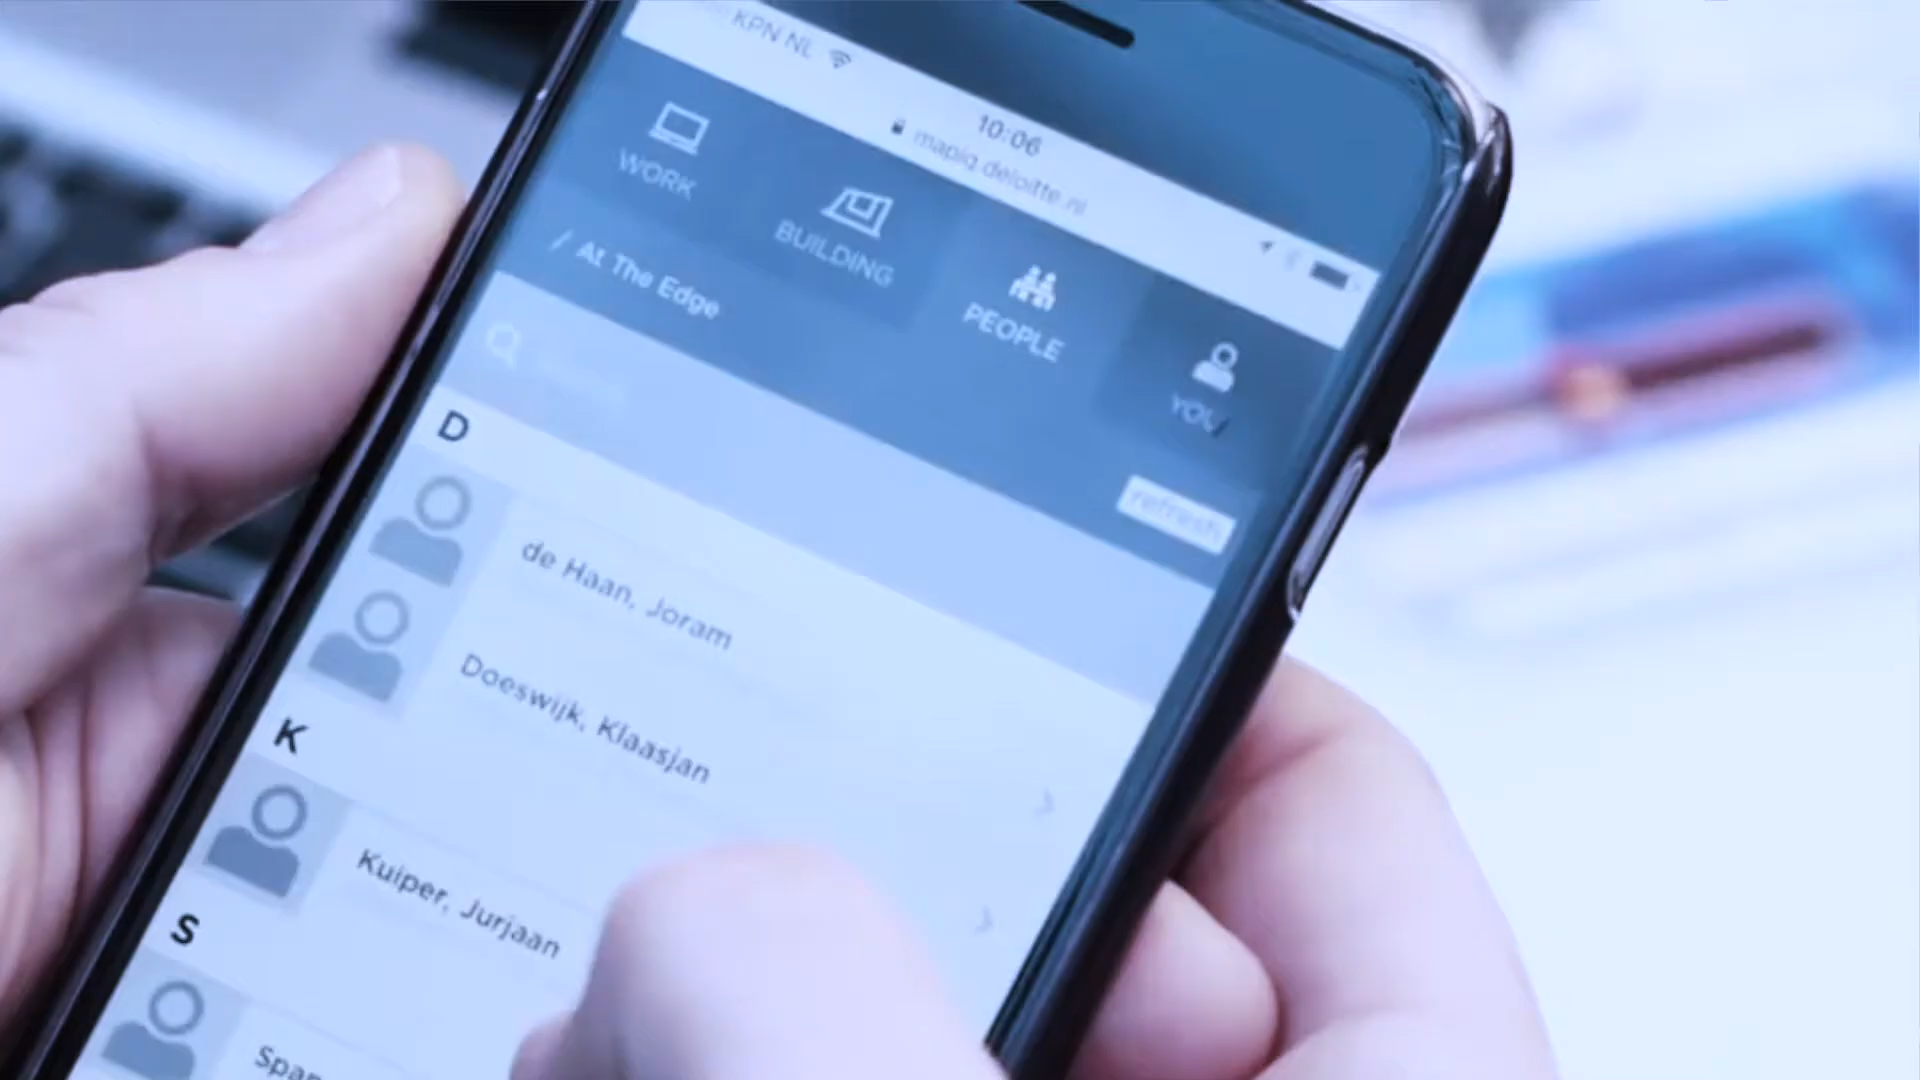 KPN NL
10:06
mapiq.deloitte.nl
WORK
BUILDING
PEOPLE
YOU
/ At The Edge
refresh
D
de Haan, Joram
Doeswijk, Klaasjan
K
Kuiper, Jurjaan
S